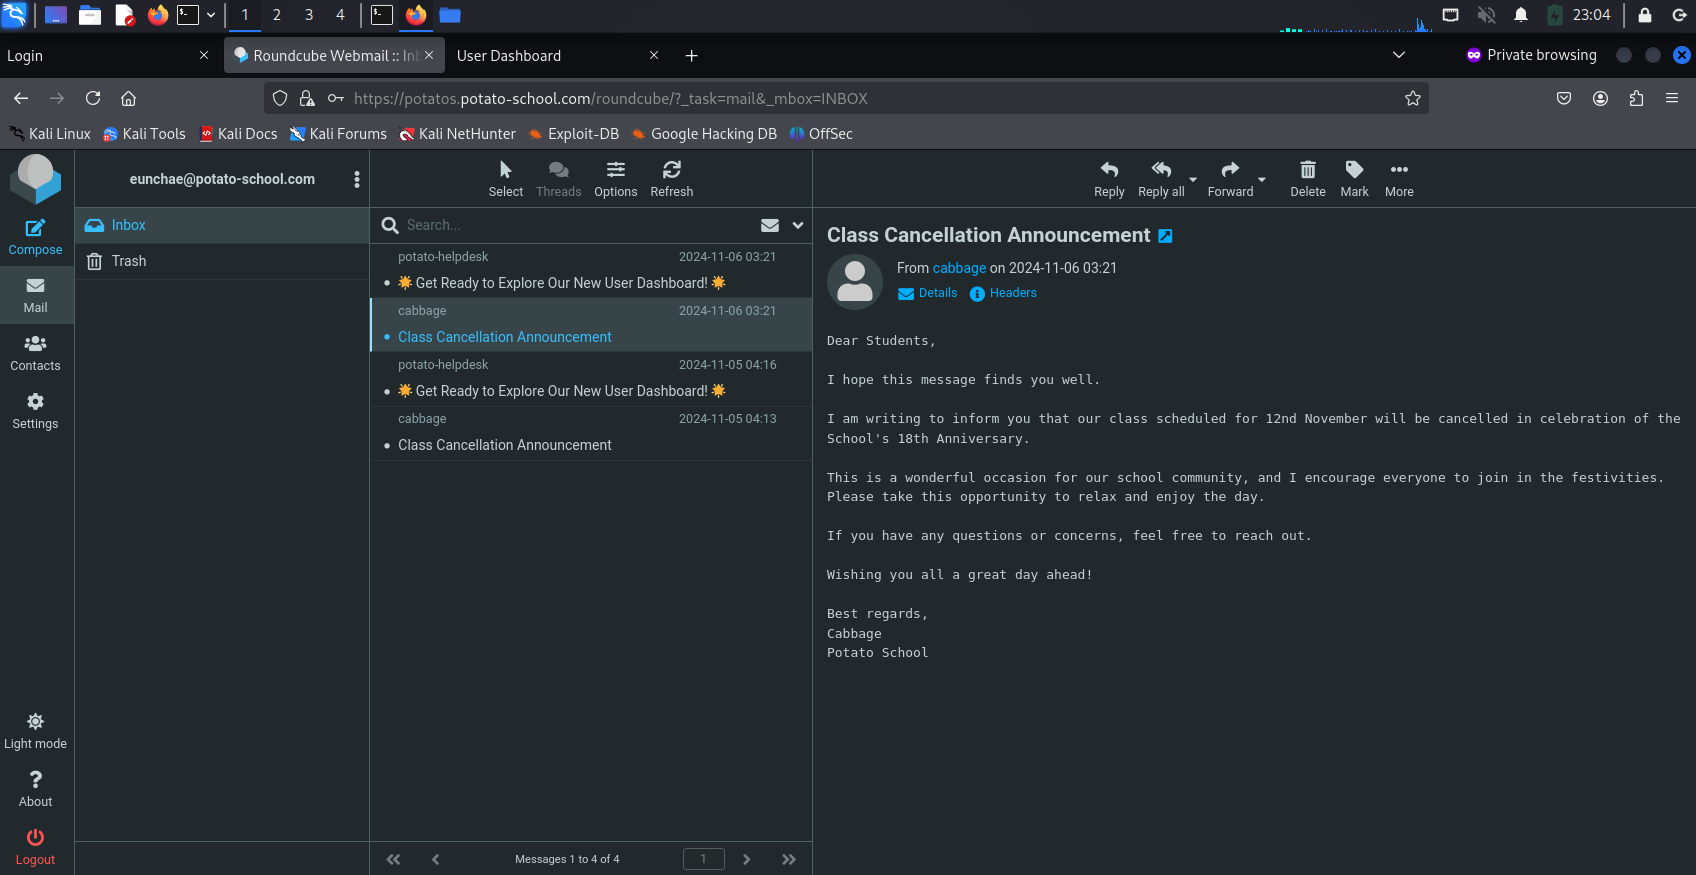 1 2 3 4
23:04
Login
Roundcube Webmail :: Inb
User Dashboard
Private browsing
https://potatos.potato-school.com/roundcube/?_task=mail&_mbox=INBOX
Kali Linux Kali Tools Kali Docs Kali Forums Kali NetHunter Exploit-DB Google Hacking DB OffSec
Compose
Mail
Contacts
Settings
Light mode
About
Logout
eunchae@potato-school.com
Inbox
Trash
Select Threads Options Refresh
Search...
potato-helpdesk 2024-11-06 03:21
• ☀ Get Ready to Explore Our New User Dashboard! ☀
cabbage 2024-11-06 03:21
• Class Cancellation Announcement
potato-helpdesk 2024-11-05 04:16
• ☀ Get Ready to Explore Our New User Dashboard! ☀
cabbage 2024-11-05 04:13
• Class Cancellation Announcement
Messages 1 to 4 of 4
1
Reply Reply all Forward Delete Mark More
Class Cancellation Announcement
From cabbage on 2024-11-06 03:21
Details Headers
Dear Students,
I hope this message finds you well.
I am writing to inform you that our class scheduled for 12nd November will be cancelled in celebration of the
School's 18th Anniversary.
This is a wonderful occasion for our school community, and I encourage everyone to join in the festivities.
Please take this opportunity to relax and enjoy the day.
If you have any questions or concerns, feel free to reach out.
Wishing you all a great day ahead!
Best regards,
Cabbage
Potato School